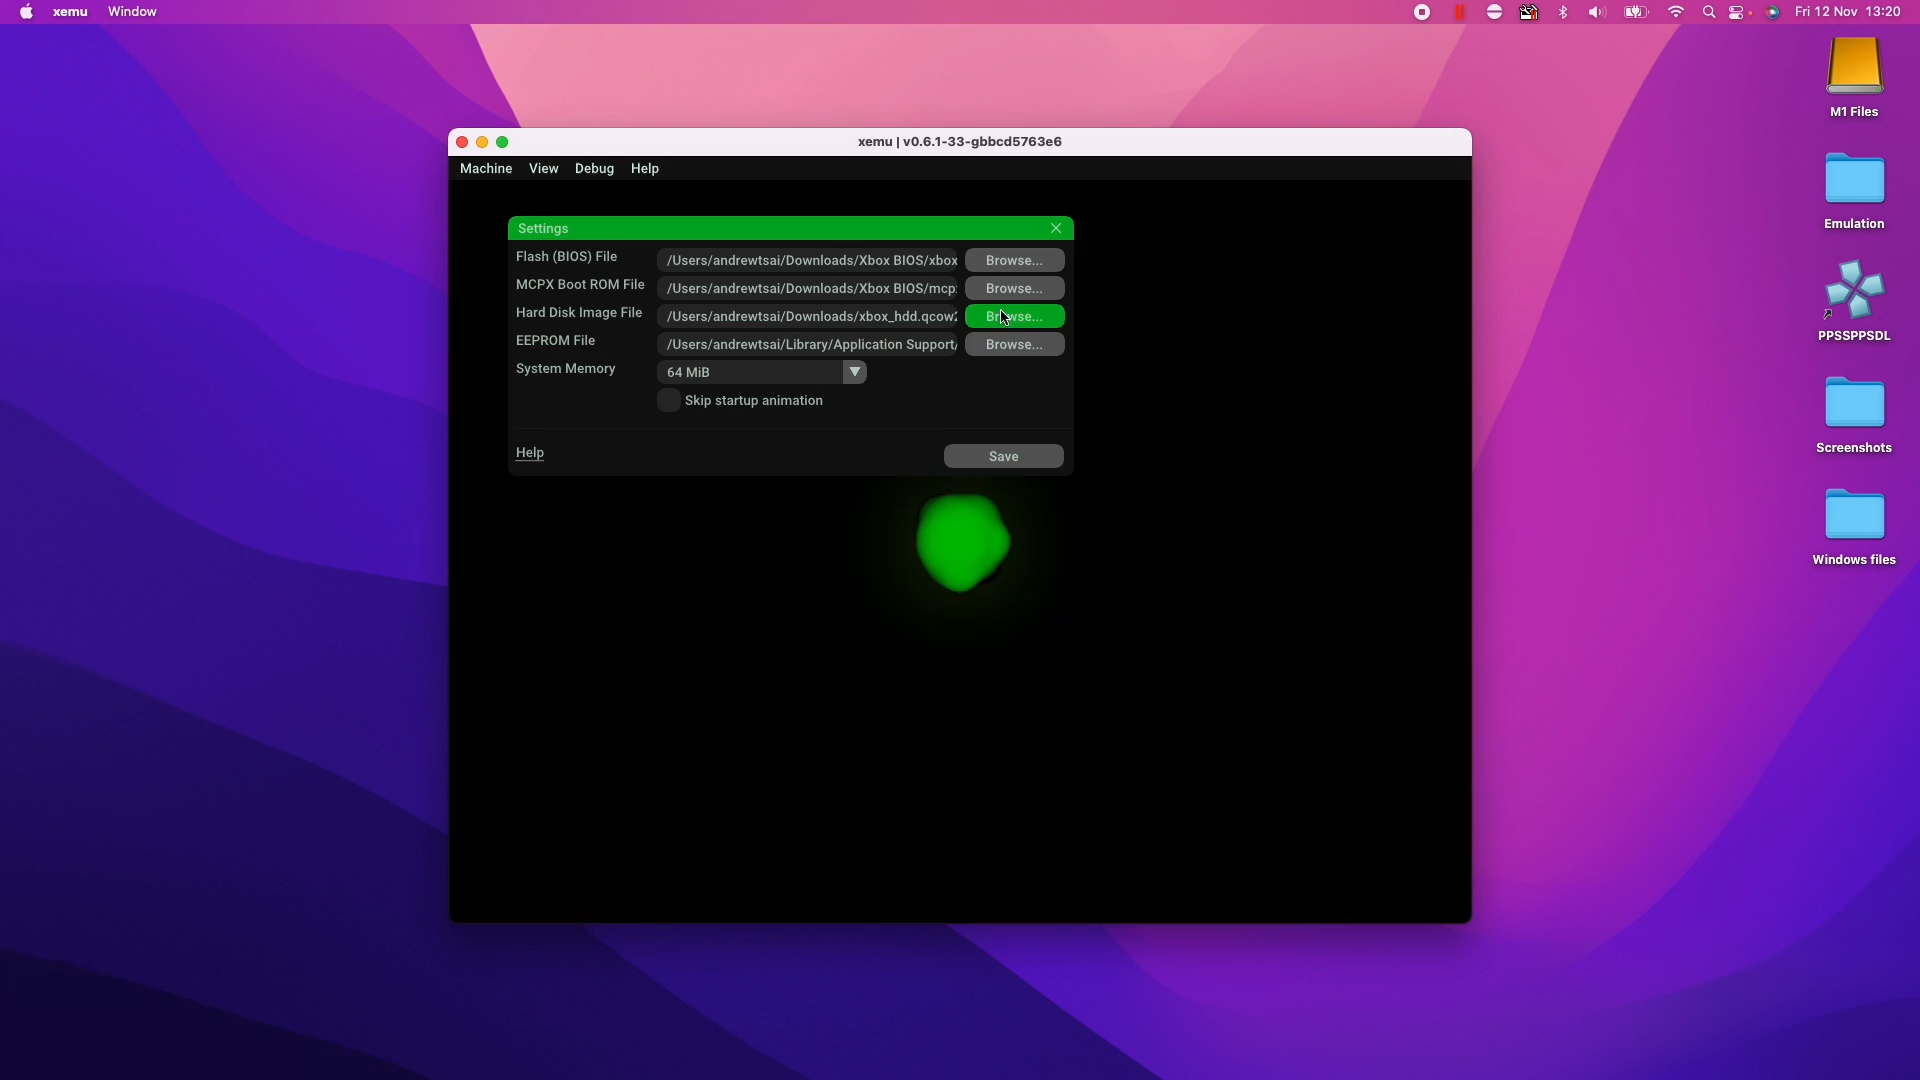 xemu Window
Fri 12 Nov 13:20
M1 Files
Emulation
PPSSPPSDL
Screenshots
Windows files
xemu | v0.6.1-33-gbbcd5763e6
Machine View Debug Help
Settings
Flash (BIOS) File /Users/andrewtsai/Downloads/Xbox BIOS/xbox Browse...
MCPX Boot ROM File /Users/andrewtsai/Downloads/Xbox BIOS/mcp Browse...
Hard Disk Image File /Users/andrewtsai/Downloads/xbox_hdd.qcow2 Browse...
EEPROM File /Users/andrewtsai/Library/Application Support/ Browse...
System Memory 64 MiB
Skip startup animation
Help Save